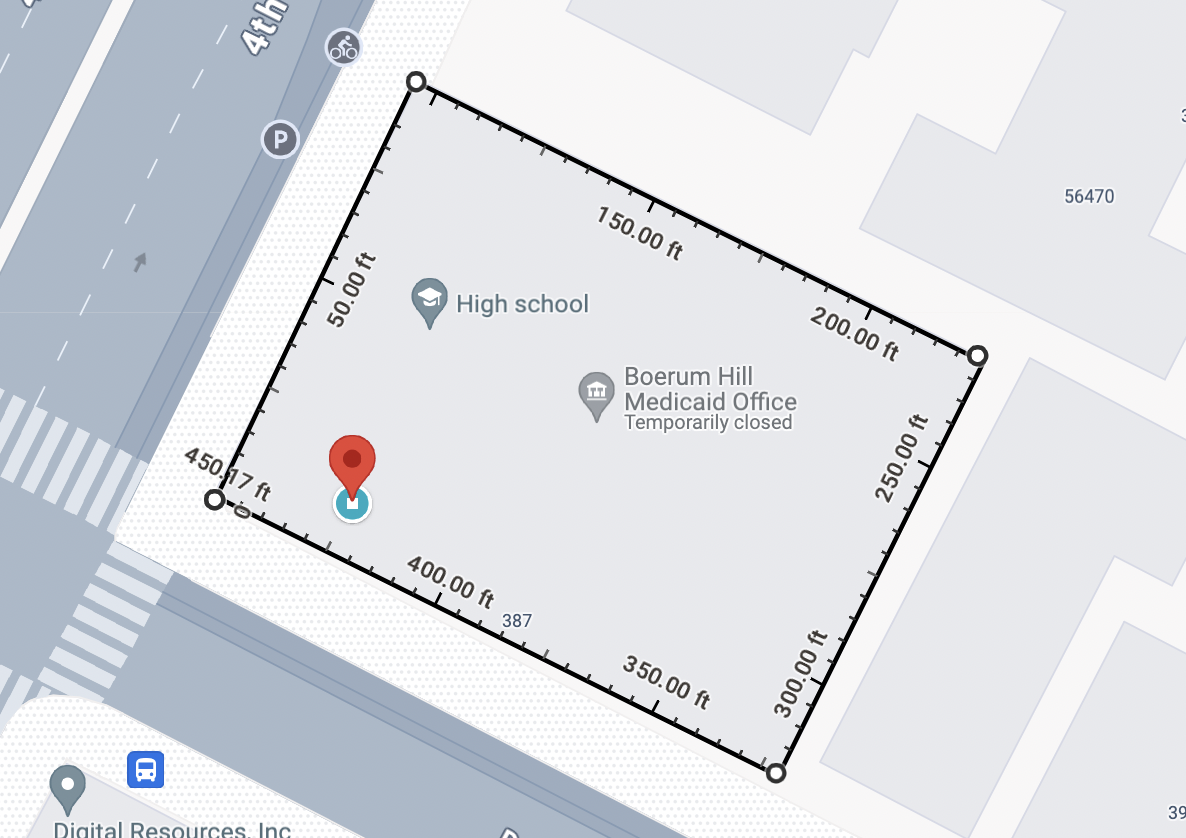 4th
P
150.00 ft
56470
50.00 ft
High school
200.00 ft
Boerum Hill
Medicaid Office
Temporarily closed
250.00 ft
450.17 ft
0
400.00 ft
387
350.00 ft
300.00 ft
39
Digital Resources, Inc